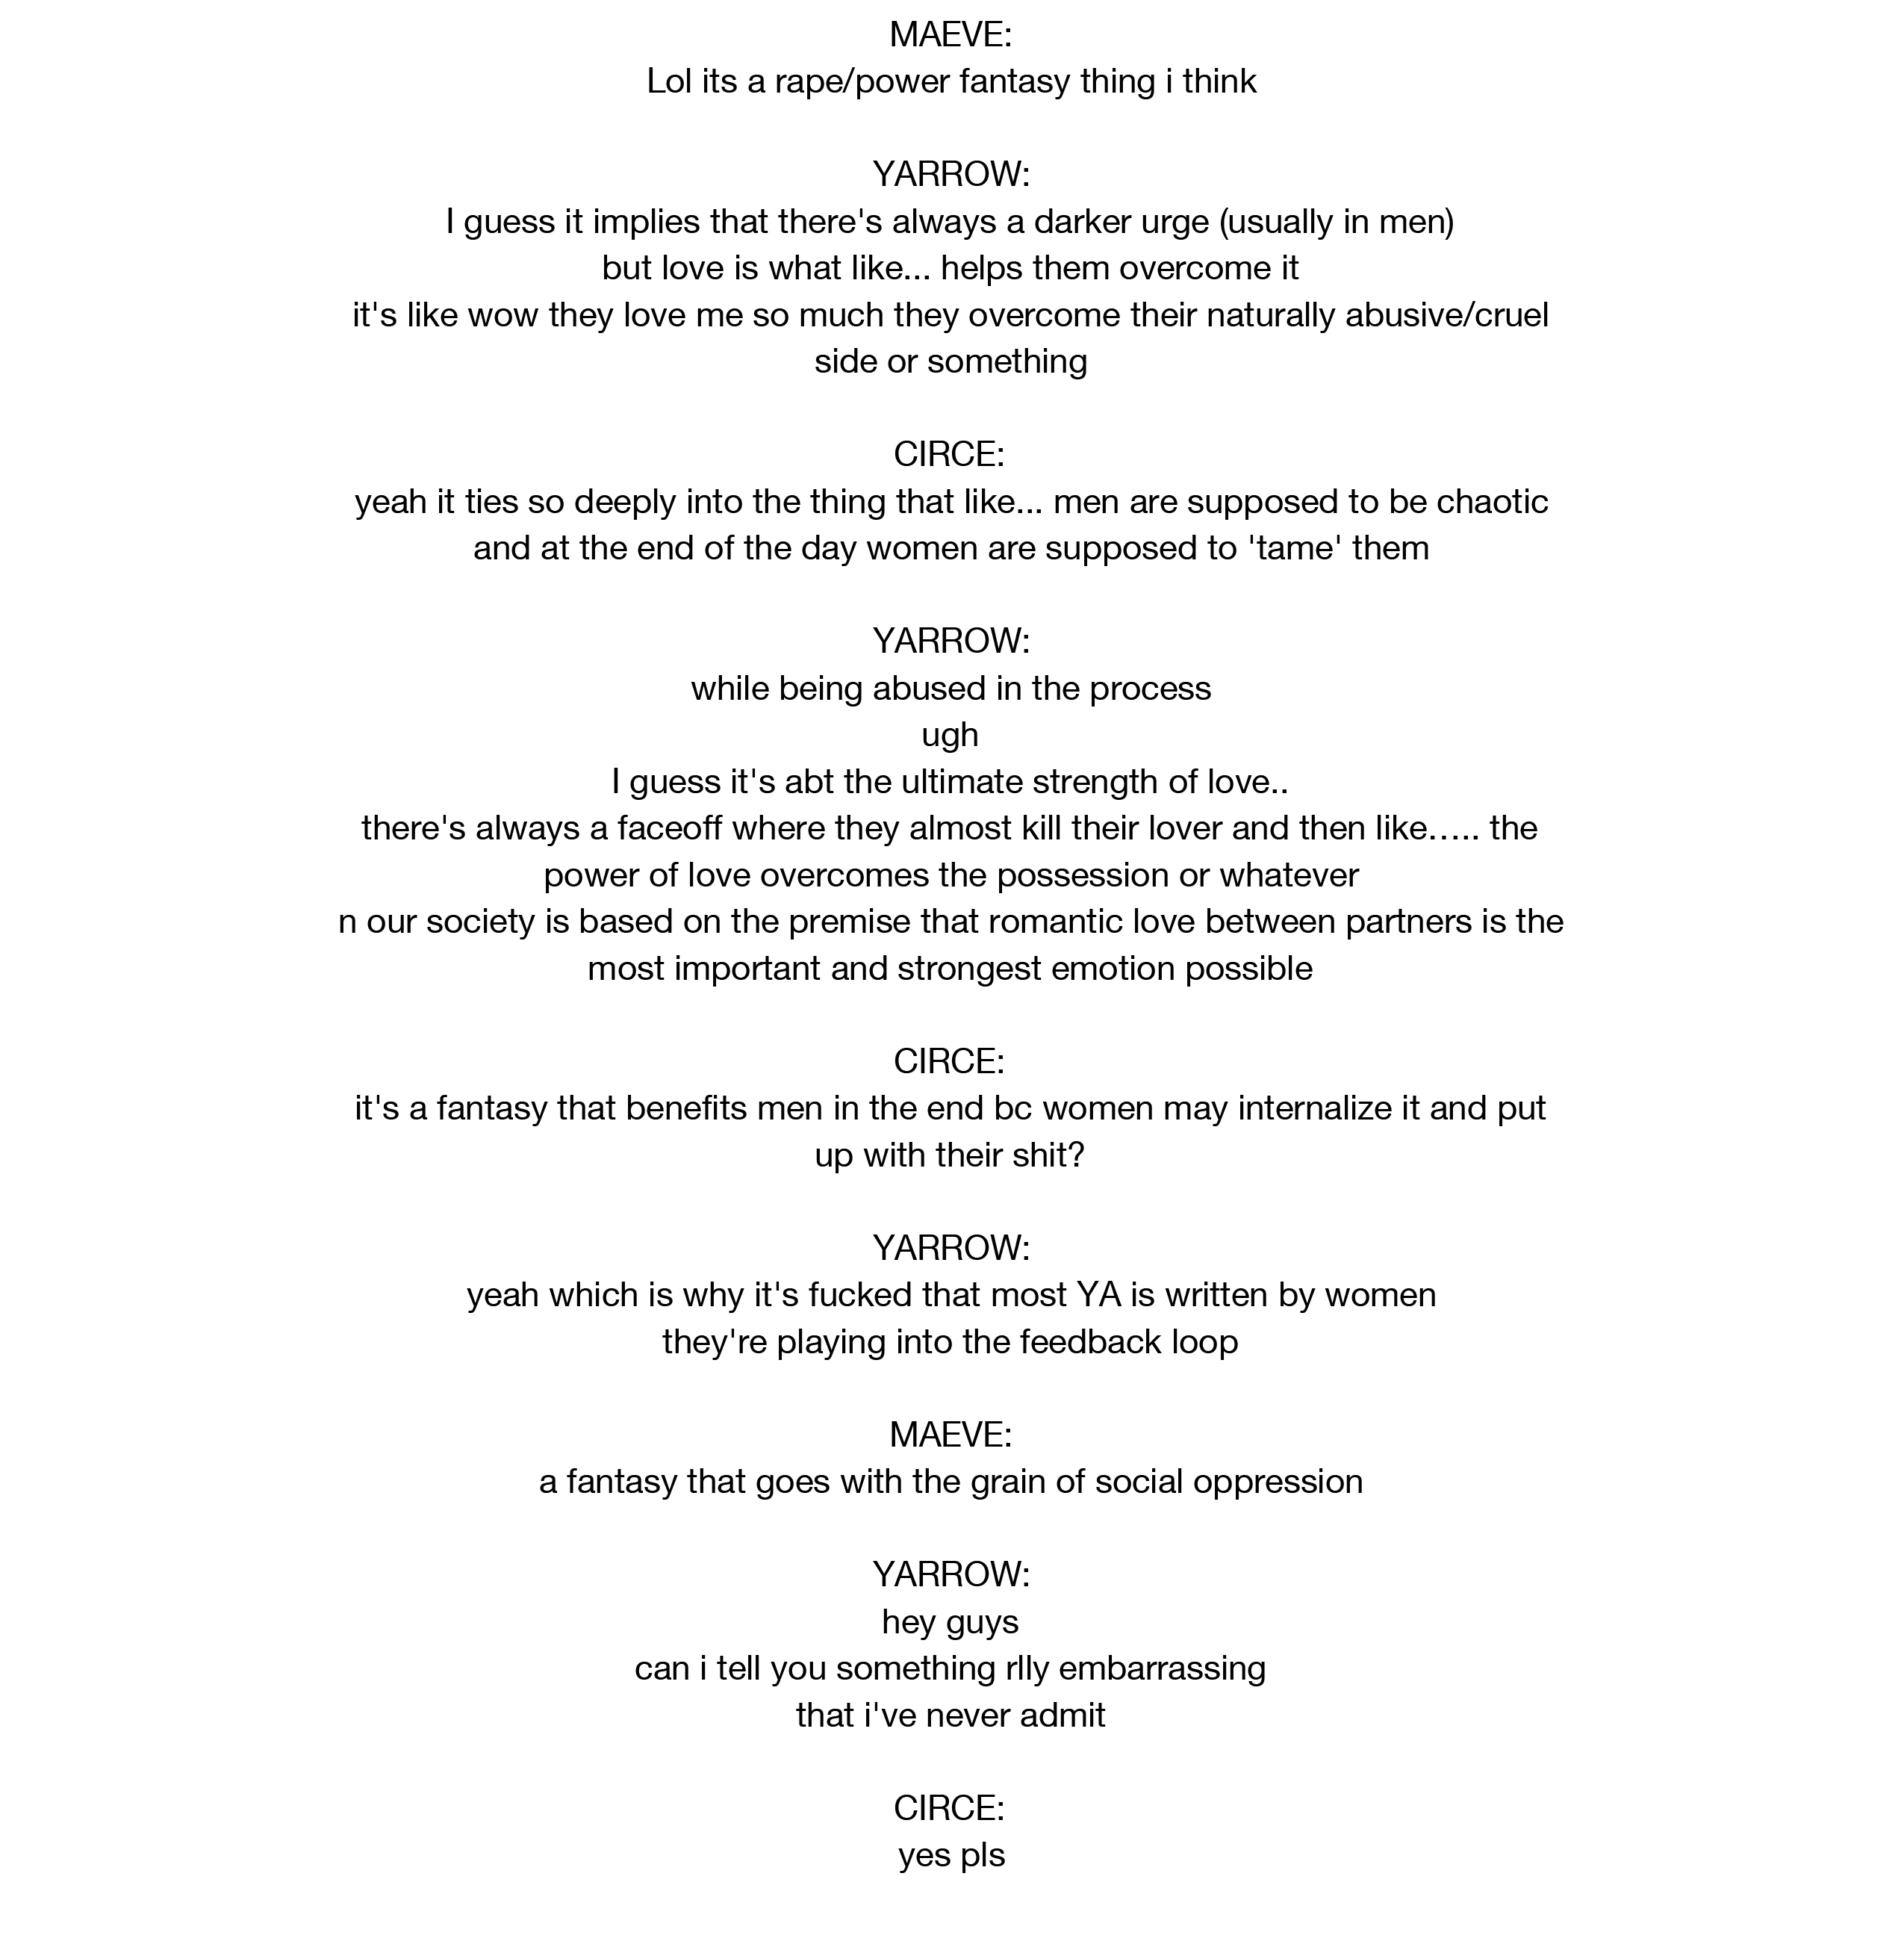 MAEVE:
Lol its a rape/power fantasy thing i think
YARROW:
I guess it implies that there's always a darker urge (usually in men)
but love is what like... helps them overcome it
it's like wow they love me so much they overcome their naturally abusive/cruel
side or something
CIRCE:
yeah it ties so deeply into the thing that like... men are supposed to be chaotic
and at the end of the day women are supposed to 'tame' them
YARROW:
while being abused in the process
ugh
I guess it's abt the ultimate strength of love..
there's always a faceoff where they almost kill their lover and then like….. the
power of love overcomes the possession or whatever
n our society is based on the premise that romantic love between partners is the
most important and strongest emotion possible
CIRCE:
it's a fantasy that benefits men in the end bc women may internalize it and put
up with their shit?
YARROW:
yeah which is why it's fucked that most YA is written by women
they're playing into the feedback loop
MAEVE:
a fantasy that goes with the grain of social oppression
YARROW:
hey guys
can i tell you something rlly embarrassing
that i've never admit
CIRCE:
yes pls